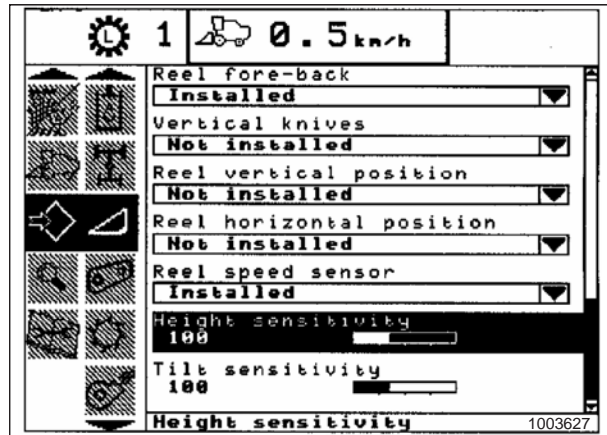 L 1 0.5km/h
Reel fore-back
Installed
Vertical knives
Not installed
Reel vertical position
Not installed
Reel horizontal position
Not installed
Reel speed sensor
Installed
Height sensitivity
100
Tilt sensitivity
100
Height sensitivity
1003627